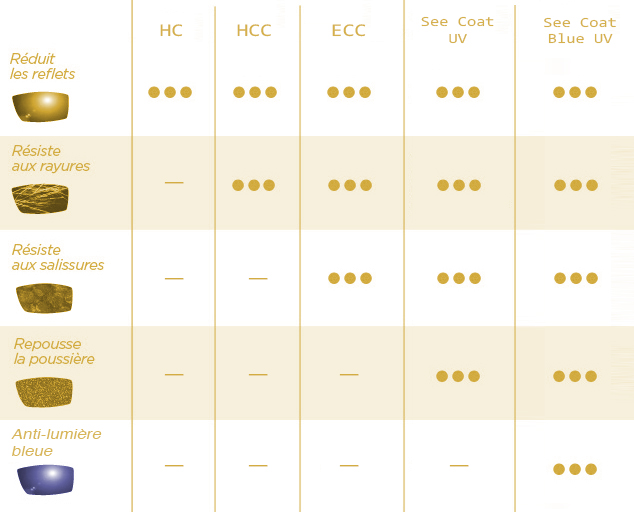 HC
HCC
ECC
See Coat
UV
See Coat
Blue UV
Réduit
les reflets
Résiste
aux rayures
—
Résiste
aux salissures
— —
Repousse
la poussière
— — —
Anti-lumière
bleue
— — — —